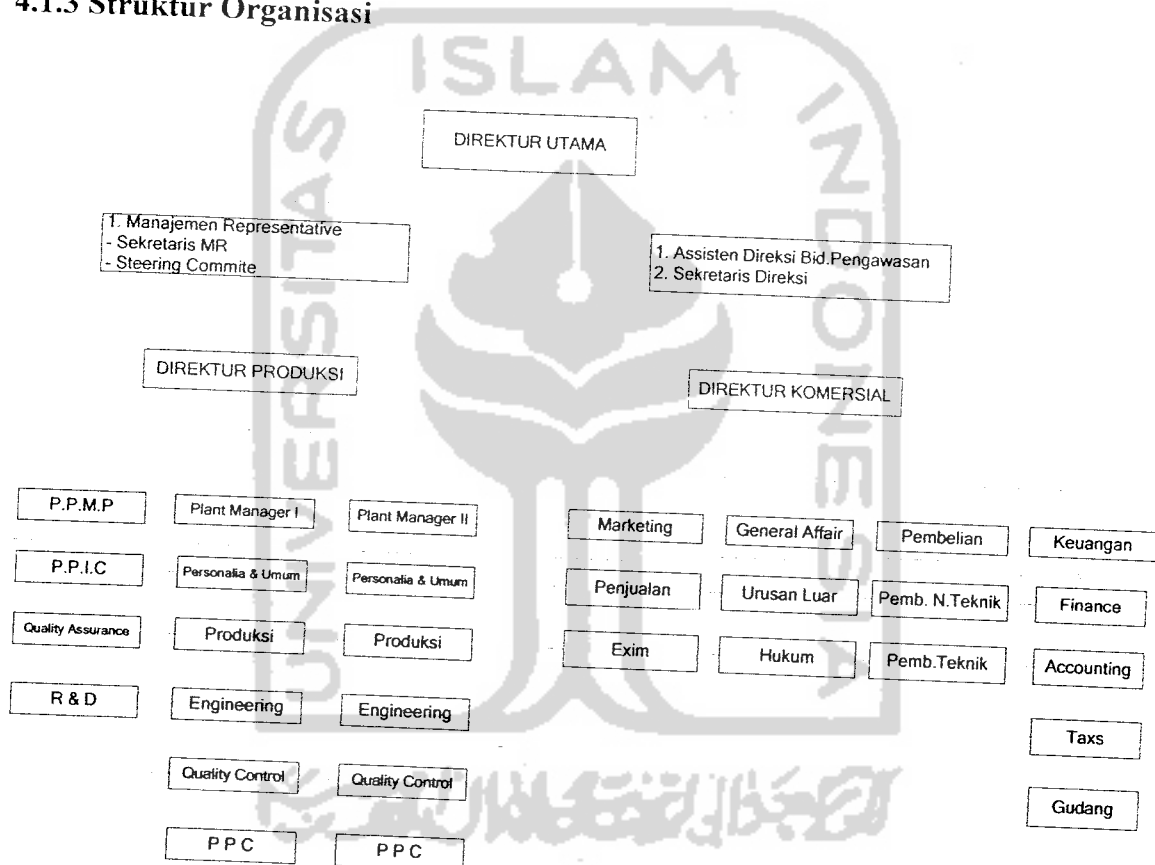 4.1.3 Struktur Organisasi
ISLAM
UNIVERSITAS
INDONESIA
DIREKTUR UTAMA
1. Manajemen Representative
- Sekretaris MR
- Steering Commite
1. Assisten Direksi Bid.Pengawasan
2. Sekretaris Direksi
DIREKTUR PRODUKSI
DIREKTUR KOMERSIAL
P.P.M.P
Plant Manager I
Plant Manager II
Marketing
General Affair
Pembelian
Keuangan
P.P.I.C
Personalia & Umum
Personalia & Umum
Penjualan
Urusan Luar
Pemb. N.Teknik
Finance
Quality Assurance
Produksi
Produksi
Exim
Hukum
Pemb.Teknik
Accounting
R & D
Engineering
Engineering
Taxs
Quality Control
Quality Control
Gudang
P P C
P P C